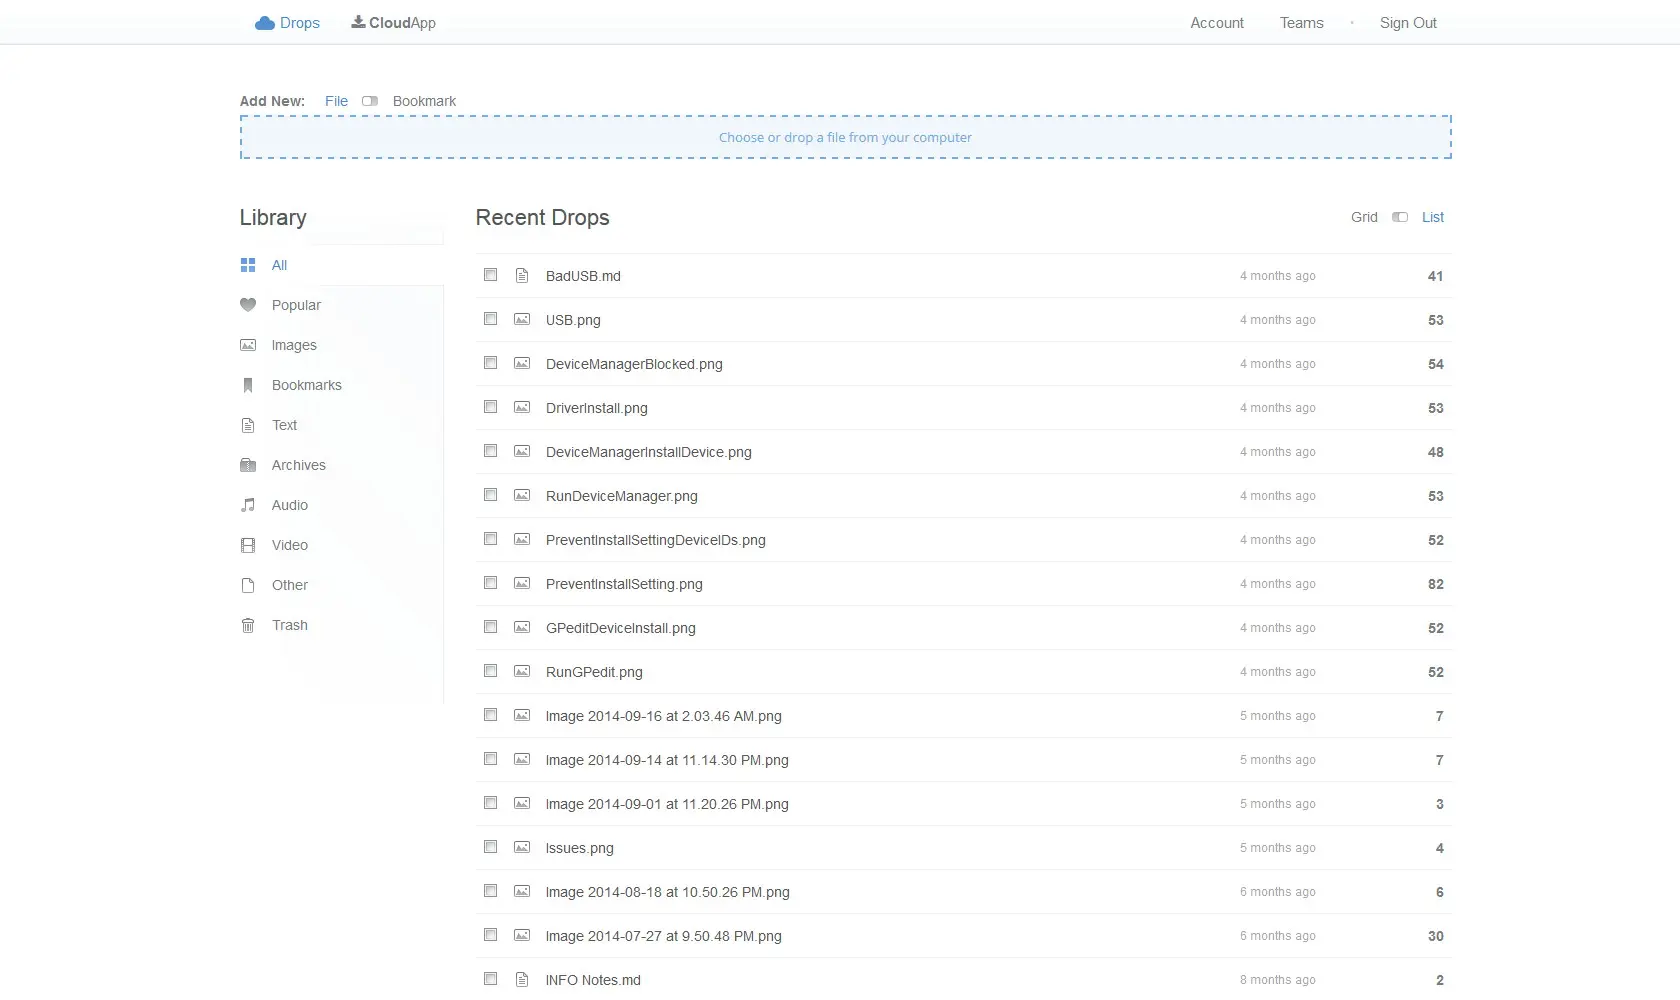 Drops CloudApp Account Teams · Sign Out
Add New: File Bookmark
Choose or drop a file from your computer
Library
All
Popular
Images
Bookmarks
Text
Archives
Audio
Video
Other
Trash
Recent Drops Grid List
BadUSB.md 4 months ago 41
USB.png 4 months ago 53
DeviceManagerBlocked.png 4 months ago 54
DriverInstall.png 4 months ago 53
DeviceManagerInstallDevice.png 4 months ago 48
RunDeviceManager.png 4 months ago 53
PreventInstallSettingDeviceIDs.png 4 months ago 52
PreventInstallSetting.png 4 months ago 82
GPeditDeviceInstall.png 4 months ago 52
RunGPedit.png 4 months ago 52
Image 2014-09-16 at 2.03.46 AM.png 5 months ago 7
Image 2014-09-14 at 11.14.30 PM.png 5 months ago 7
Image 2014-09-01 at 11.20.26 PM.png 5 months ago 3
Issues.png 5 months ago 4
Image 2014-08-18 at 10.50.26 PM.png 6 months ago 6
Image 2014-07-27 at 9.50.48 PM.png 6 months ago 30
INFO Notes.md 8 months ago 2